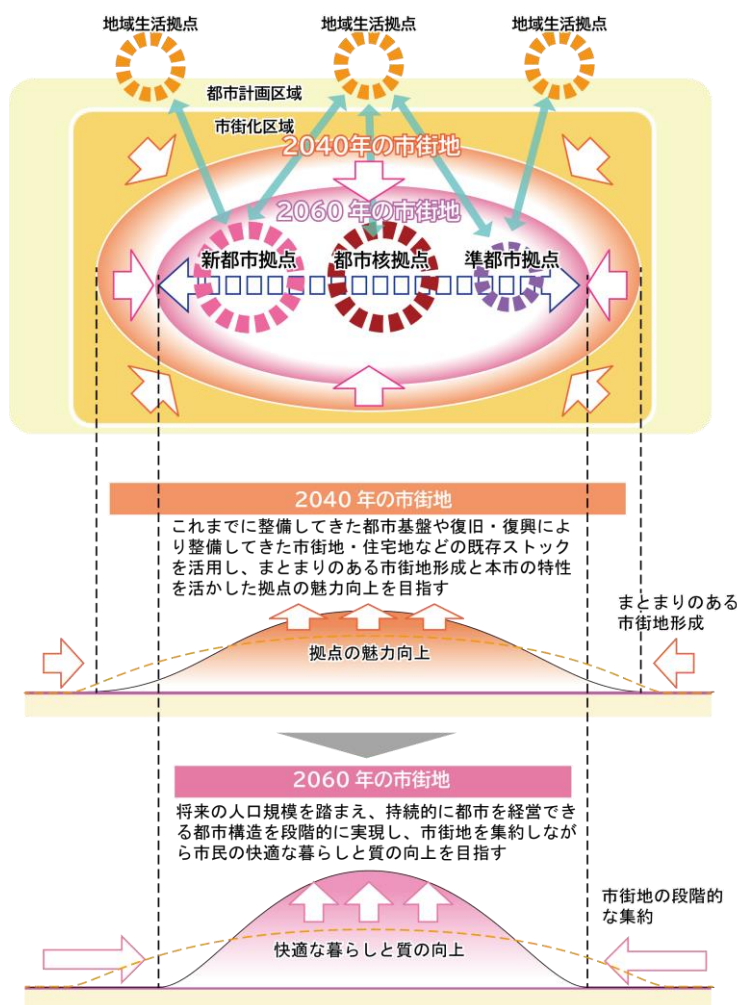 地域生活拠点
地域生活拠点
地域生活拠点
都市計画区域
市街化区域
2040年の市街地
2060年の市街地
新都市拠点
都市核拠点
準都市拠点
2040年の市街地
これまでに整備してきた都市基盤や復旧・復興によ
り整備してきた市街地・住宅地などの既存ストック
を活用し、まとまりのある市街地形成と本市の特性
を活かした拠点の魅力向上を目指す
まとまりのある
市街地形成
拠点の魅力向上
2060年の市街地
将来の人口規模を踏まえ、持続的に都市を経営でき
る都市構造を段階的に実現し、市街地を集約しなが
ら市民の快適な暮らしと質の向上を目指す
市街地の段階的
な集約
快適な暮らしと質の向上